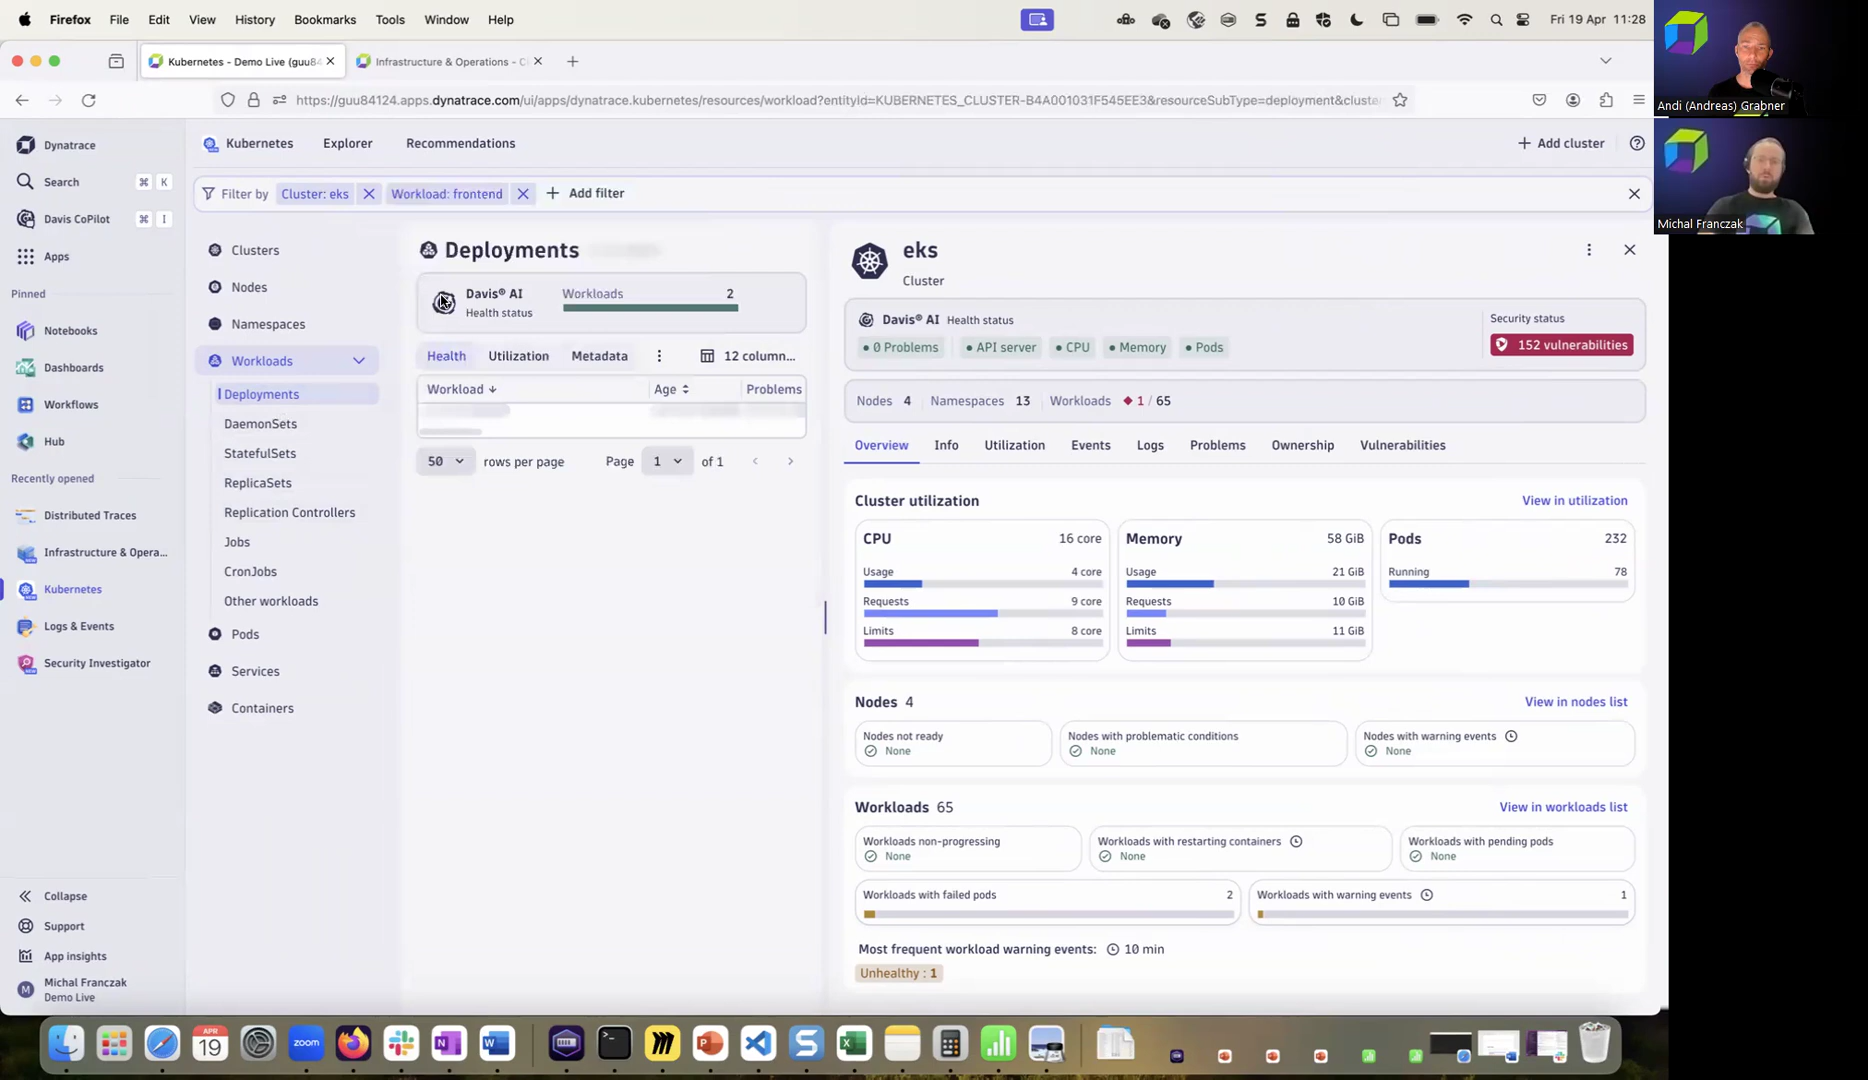 Firefox File Edit View History Bookmarks Tools Window Help
Fri 19 Apr 11:28
Kubernetes - Demo Live (guu84
Infrastructure & Operations - C
https://guu84124.apps.dynatrace.com/ui/apps/dynatrace.kubernetes/resources/workload?entityId=KUBERNETES_CLUSTER-B4A001031F545EE3&resourceSubType=deployment&cluste
Andi (Andreas) Grabner
Michal Franczak
Dynatrace
Search ⌘ K
Davis CoPilot ⌘ I
Apps
Pinned
Notebooks
Dashboards
Workflows
Hub
Recently opened
Distributed Traces
Infrastructure & Opera...
Kubernetes
Logs & Events
Security Investigator
Collapse
Support
App insights
M
Michal Franczak
Demo Live
Kubernetes Explorer Recommendations
+ Add cluster
Filter by Cluster: eks Workload: frontend + Add filter
Clusters
Nodes
Namespaces
Workloads
Deployments
DaemonSets
StatefulSets
ReplicaSets
Replication Controllers
Jobs
CronJobs
Other workloads
Pods
Services
Containers
Deployments
Davis® AI
Health status
Workloads 2
Health Utilization Metadata 12 column...
Workload Age Problems
50 rows per page Page 1 of 1
eks
Cluster
Davis® AI Health status
0 Problems API server CPU Memory Pods
Security status
152 vulnerabilities
Nodes 4 Namespaces 13 Workloads 1 / 65
Overview Info Utilization Events Logs Problems Ownership Vulnerabilities
Cluster utilization View in utilization
CPU 16 core
Usage 4 core
Requests 9 core
Limits 8 core
Memory 58 GiB
Usage 21 GiB
Requests 10 GiB
Limits 11 GiB
Pods 232
Running 78
Nodes 4 View in nodes list
Nodes not ready
None
Nodes with problematic conditions
None
Nodes with warning events
None
Workloads 65 View in workloads list
Workloads non-progressing
None
Workloads with restarting containers
None
Workloads with pending pods
None
Workloads with failed pods 2
Workloads with warning events 1
Most frequent workload warning events: 10 min
Unhealthy : 1
APR
19
zoom